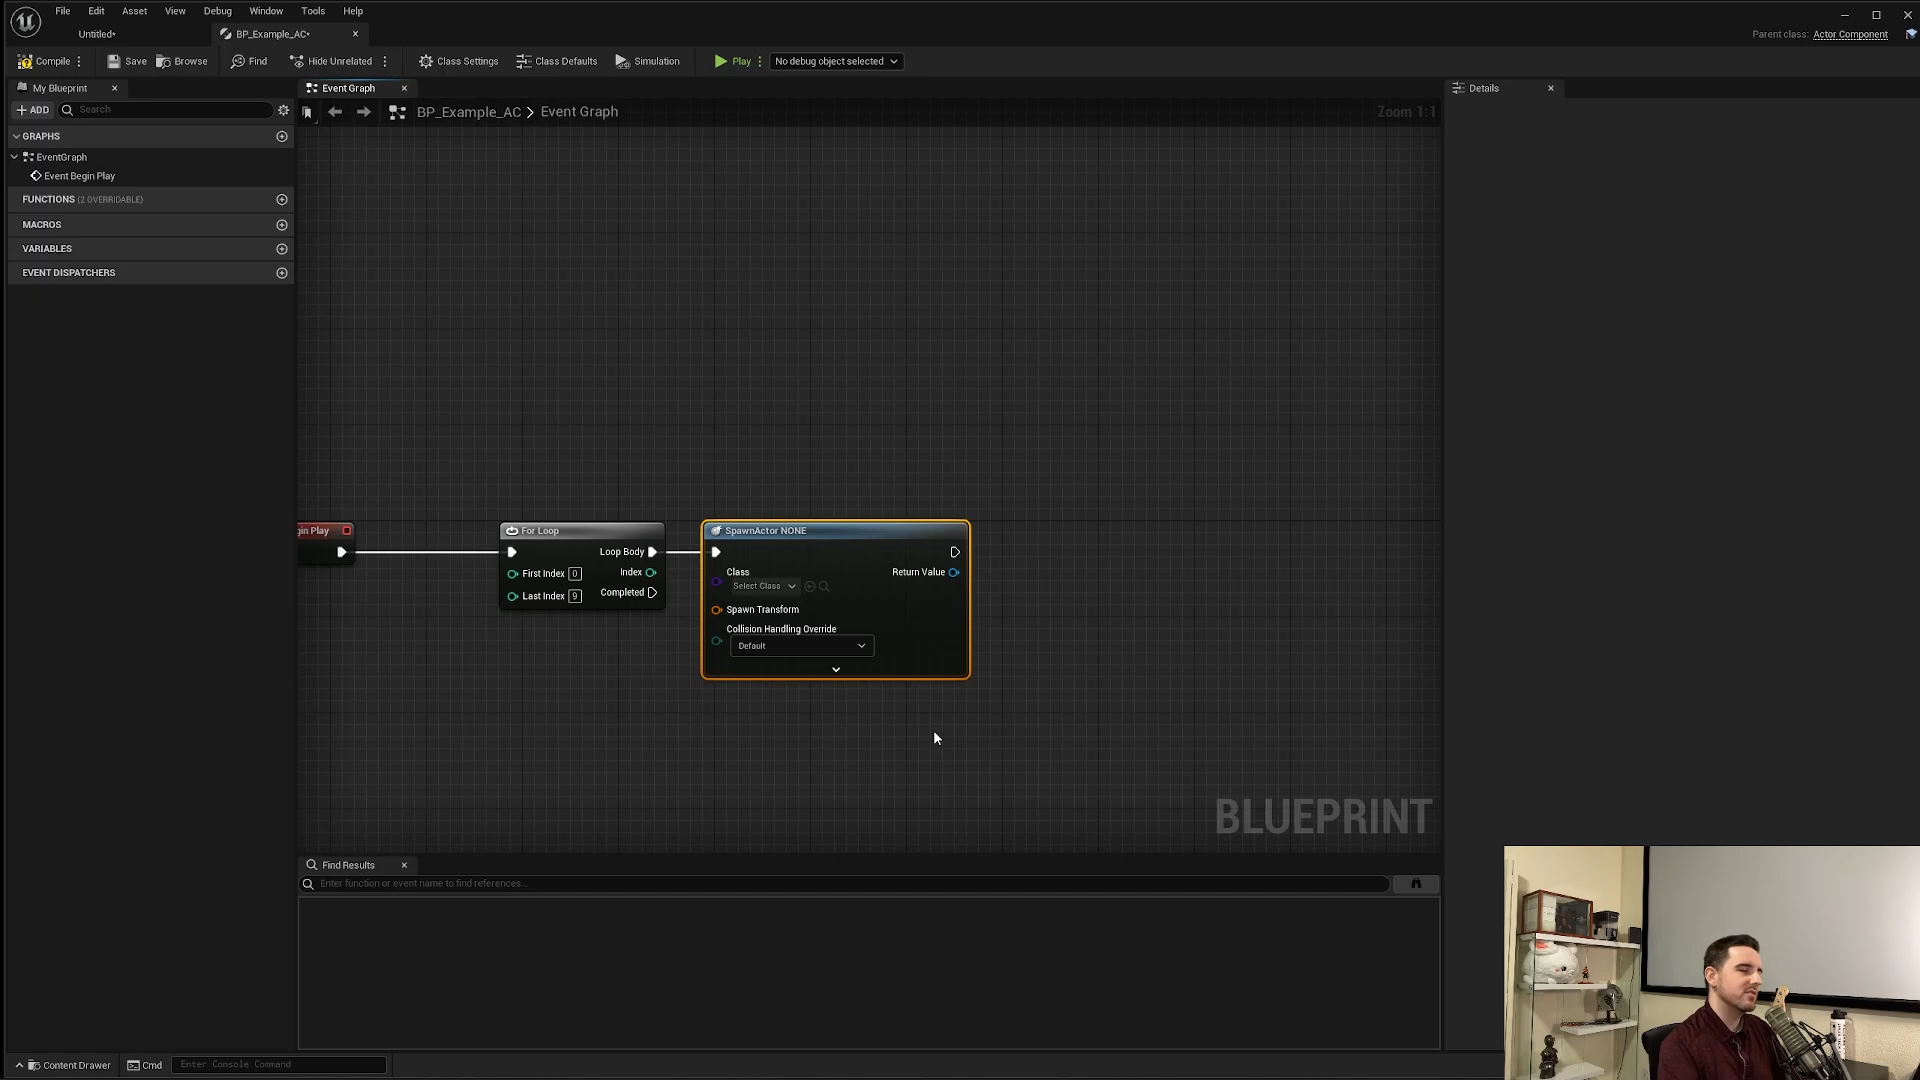 File Edit Asset View Debug Window Tools Help
Untitled*
BP_Example_AC*
Parent class: Actor Component
Compile
Save
Browse
Find
Hide Unrelated
Class Settings
Class Defaults
Simulation
Play
No debug object selected
My Blueprint
Event Graph
Details
ADD
Search
BP_Example_AC > Event Graph
Zoom 1:1
GRAPHS
EventGraph
Event Begin Play
FUNCTIONS (2 OVERRIDABLE)
MACROS
VARIABLES
EVENT DISPATCHERS
gin Play
For Loop
Loop Body
First Index 0
Index
Last Index 9
Completed
SpawnActor NONE
Class
Select Class
Return Value
Spawn Transform
Collision Handling Override
Default
BLUEPRINT
Find Results
Enter function or event name to find references...
Content Drawer
Cmd
Enter Console Command